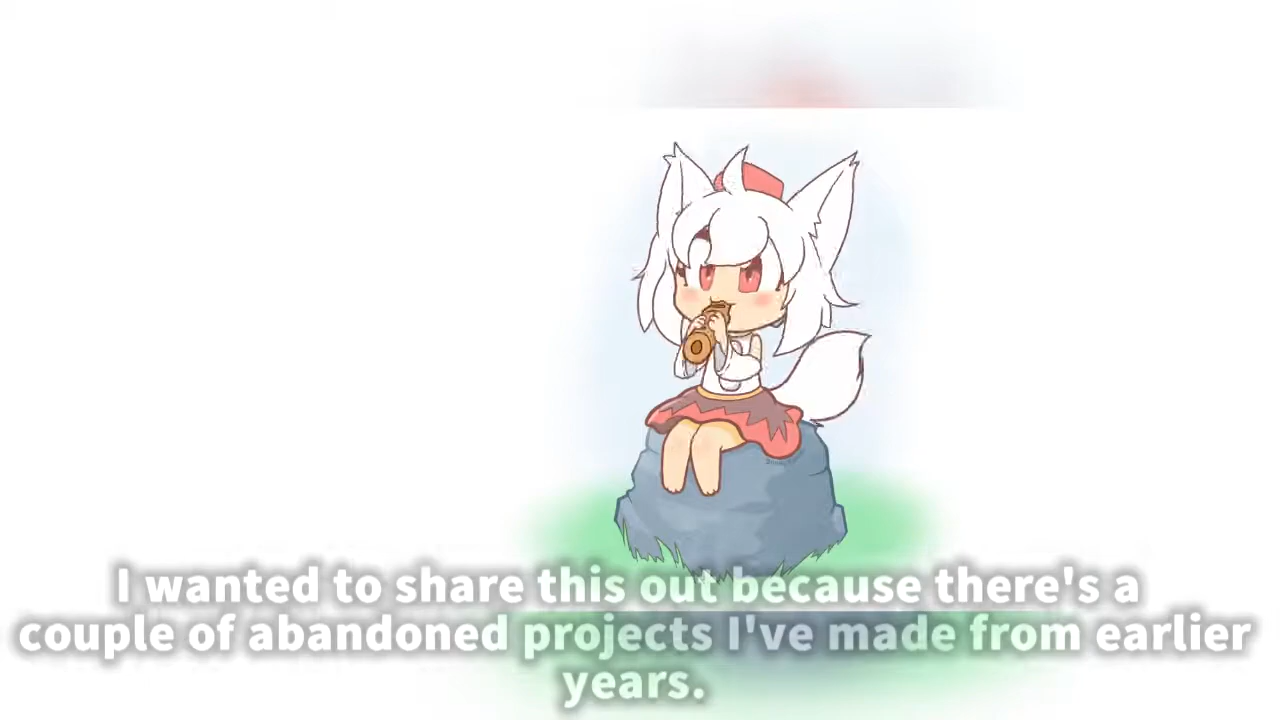 I wanted to share this out because there's a
couple of abandoned projects I've made from earlier
years.